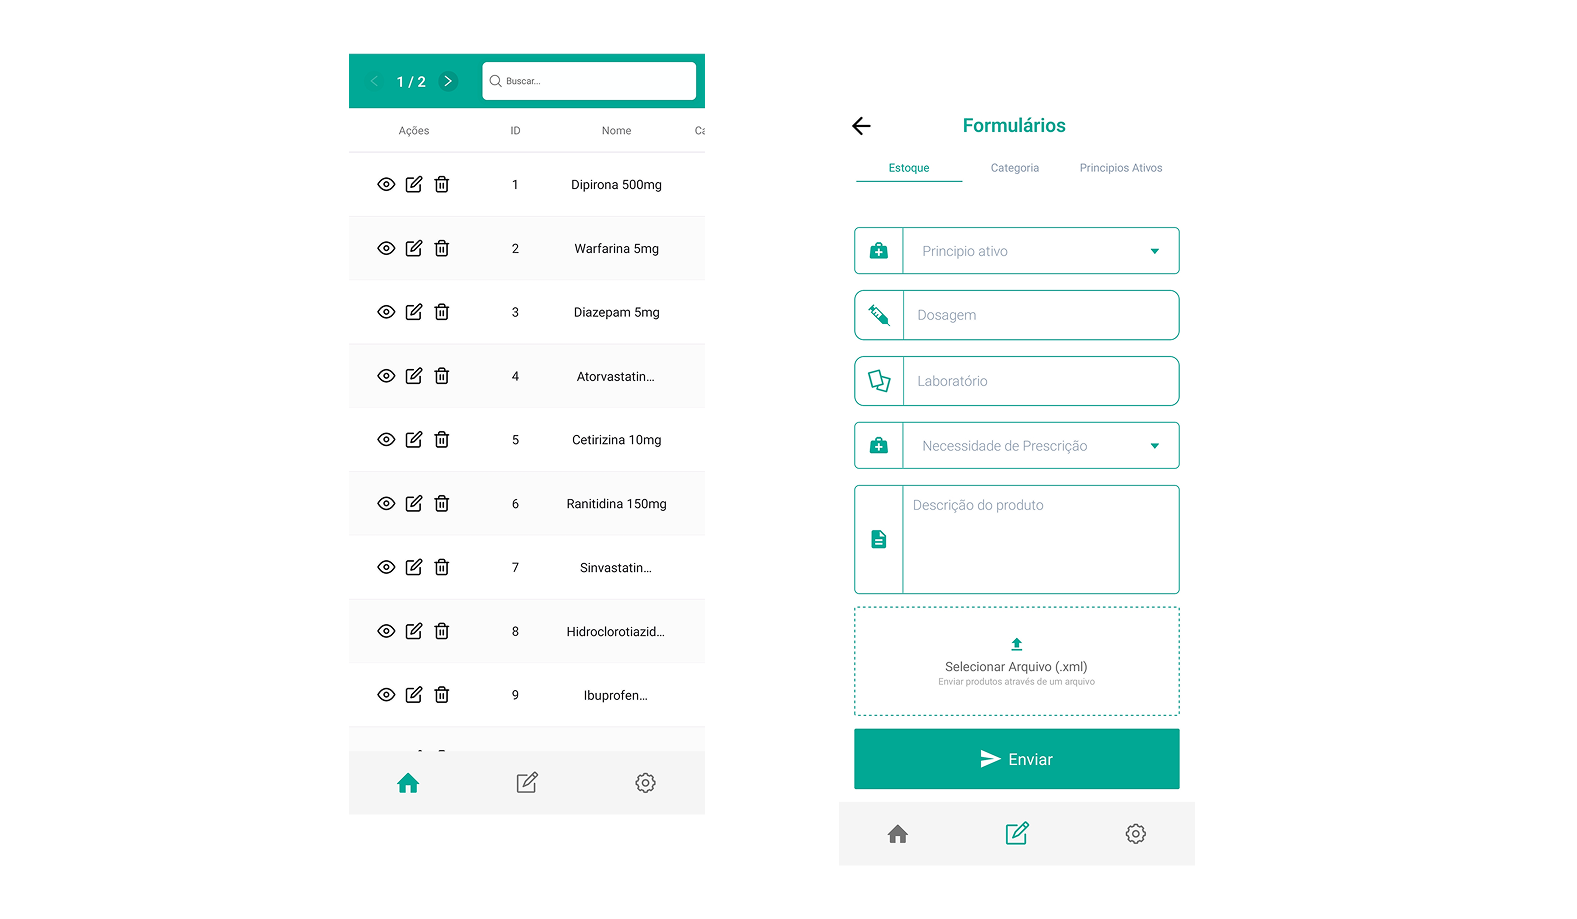 1 / 2
Buscar...
Ações ID Nome Ca
1 Dipirona 500mg
2 Warfarina 5mg
3 Diazepam 5mg
4 Atorvastatin...
5 Cetirizina 10mg
6 Ranitidina 150mg
7 Sinvastatin...
8 Hidroclorotiazid...
9 Ibuprofen...
Formulários
Estoque Categoria Principios Ativos
Principio ativo
Dosagem
Laboratório
Necessidade de Prescrição
Descrição do produto
Selecionar Arquivo (.xml)
Enviar produtos através de um arquivo
Enviar